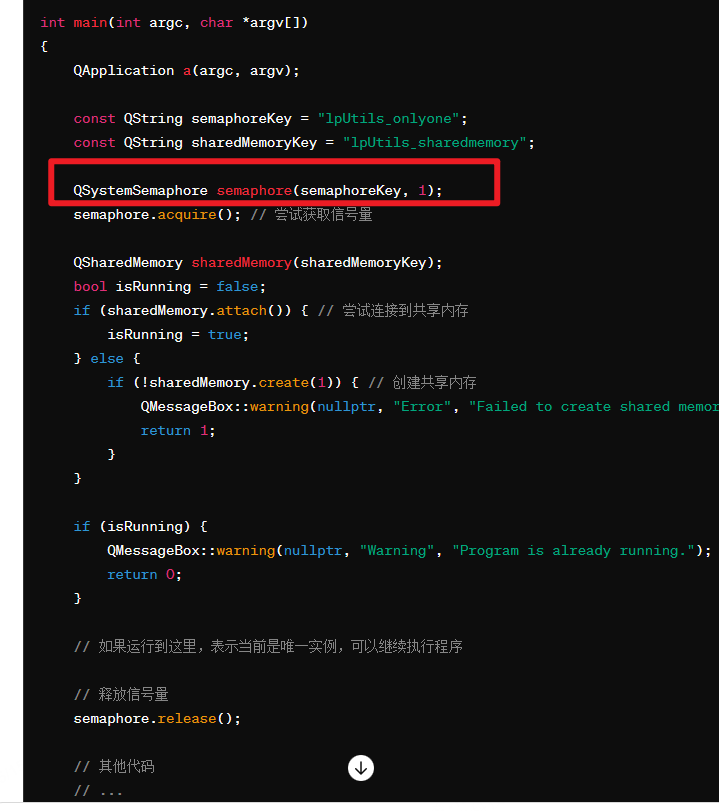 int main(int argc, char *argv[])
{
QApplication a(argc, argv);
const QString semaphoreKey = "lpUtils_onlyone";
const QString sharedMemoryKey = "lpUtils_sharedmemory";
QSystemSemaphore semaphore(semaphoreKey, 1);
semaphore.acquire(); // 尝试获取信号量
QSharedMemory sharedMemory(sharedMemoryKey);
bool isRunning = false;
if (sharedMemory.attach()) { // 尝试连接到共享内存
isRunning = true;
} else {
if (!sharedMemory.create(1)) { // 创建共享内存
QMessageBox::warning(nullptr, "Error", "Failed to create shared memor
return 1;
}
}
if (isRunning) {
QMessageBox::warning(nullptr, "Warning", "Program is already running.");
return 0;
}
// 如果运行到这里，表示当前是唯一实例，可以继续执行程序
// 释放信号量
semaphore.release();
// 其他代码
// ...